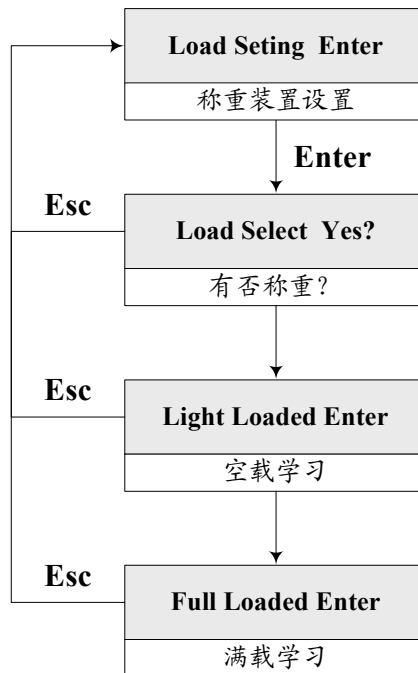 Load Seting Enter
称重装置设置
Enter
Esc
Load Select Yes?
有否称重？
Esc
Light Loaded Enter
空载学习
Esc
Full Loaded Enter
满载学习